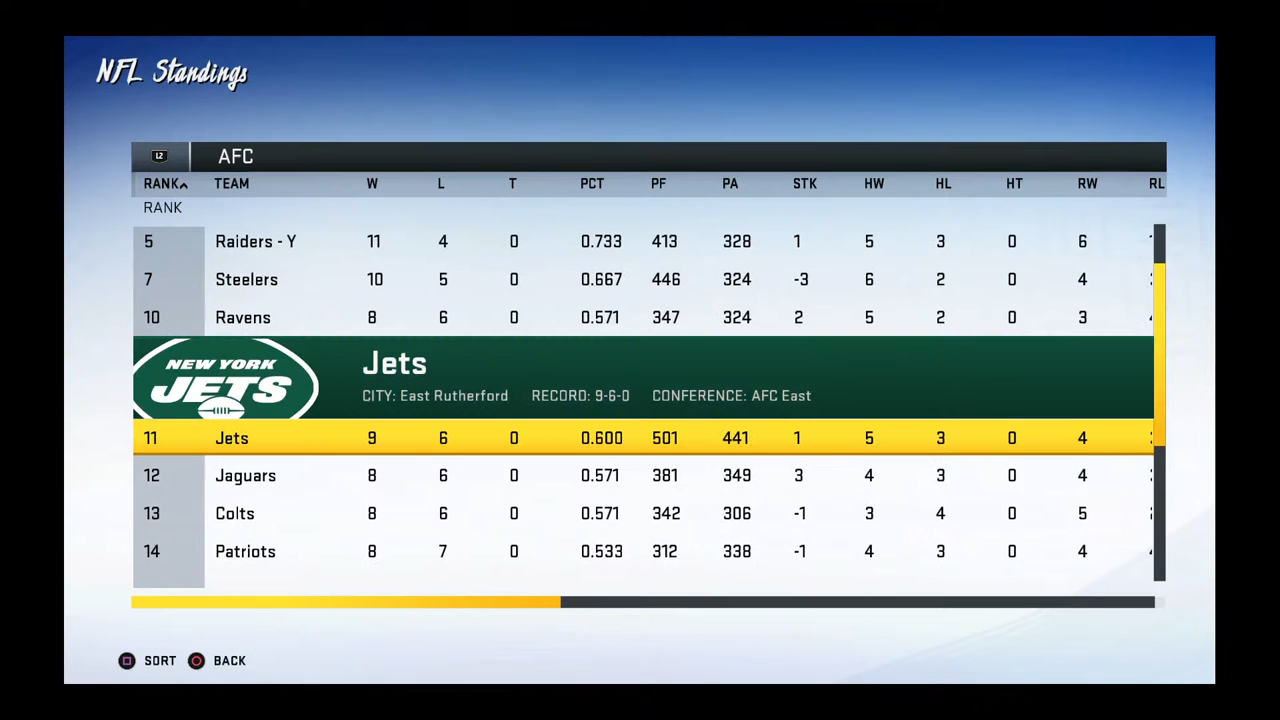 NFL Standings
L2 AFC
RANK TEAM W L T PCT PF PA STK HW HL HT RW RL
RANK
5 Raiders - Y 11 4 0 0.733 413 328 1 5 3 0 6
7 Steelers 10 5 0 0.667 446 324 -3 6 2 0 4
10 Ravens 8 6 0 0.571 347 324 2 5 2 0 3
NEW YORK
JETS
Jets
CITY: East Rutherford RECORD: 9-6-0 CONFERENCE: AFC East
11 Jets 9 6 0 0.600 501 441 1 5 3 0 4
12 Jaguars 8 6 0 0.571 381 349 3 4 3 0 4
13 Colts 8 6 0 0.571 342 306 -1 3 4 0 5
14 Patriots 8 7 0 0.533 312 338 -1 4 3 0 4
SORT BACK